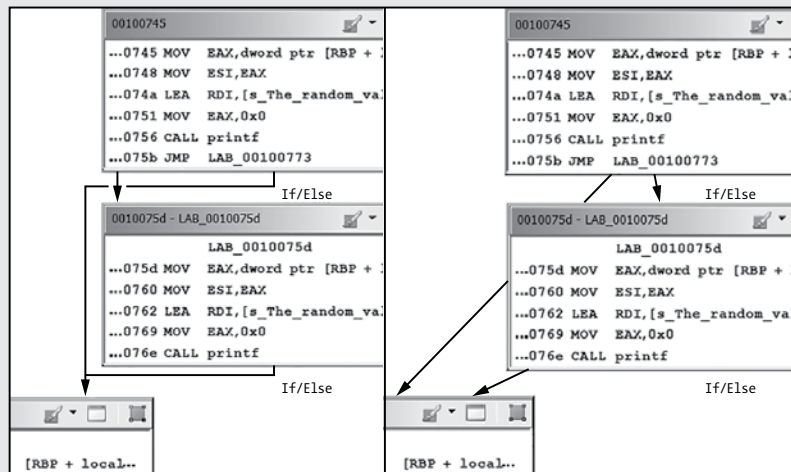 00100745
...0745 MOV EAX,dword ptr [RBP +
...0748 MOV ESI,EAX
...074a LEA RDI,[s_The_random_va
...0751 MOV EAX,0x0
...0756 CALL printf
...075b JMP LAB_00100773
If/Else
0010075d - LAB_0010075d
LAB_0010075d
...075d MOV EAX,dword ptr [RBP +
...0760 MOV ESI,EAX
...0762 LEA RDI,[s_The_random_va
...0769 MOV EAX,0x0
...076e CALL printf
If/Else
[RBP + local...
00100745
...0745 MOV EAX,dword ptr [RBP +
...0748 MOV ESI,EAX
...074a LEA RDI,[s_The_random_va
...0751 MOV EAX,0x0
...0756 CALL printf
...075b JMP LAB_00100773
If/Else
0010075d - LAB_0010075d
LAB_0010075d
...075d MOV EAX,dword ptr [RBP +
...0760 MOV ESI,EAX
...0762 LEA RDI,[s_The_random_va
...0769 MOV EAX,0x0
...076e CALL printf
If/Else
[RBP + local...